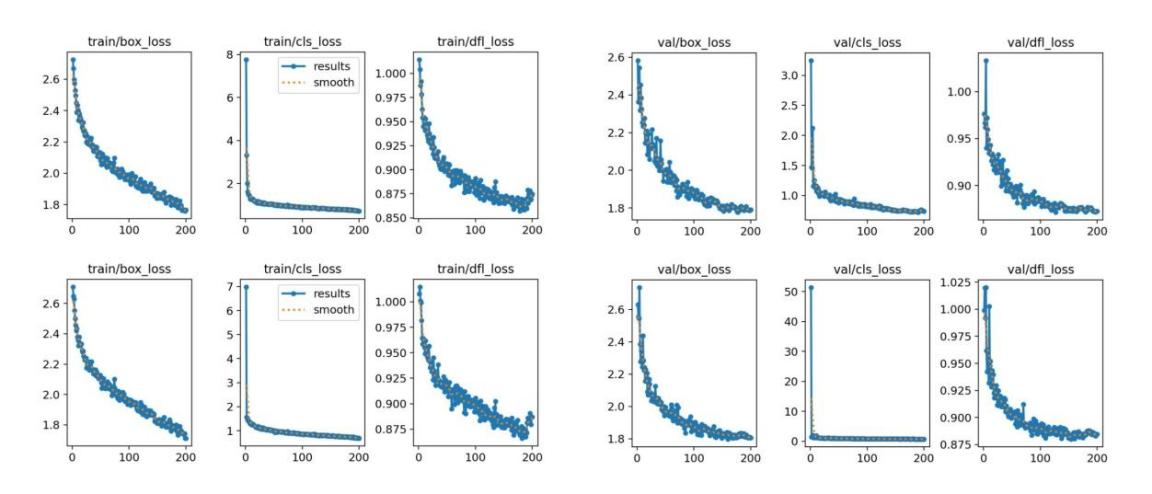 train/box_loss train/cls_loss train/dfl_loss val/box_loss val/cls_loss val/dfl_loss
2.6 2.4 2.2 2.0 1.8
0 100 200
8 6 4 2
results
smooth
0 100 200
1.000 0.975 0.950 0.925 0.900 0.875 0.850
0 100 200
2.6 2.4 2.2 2.0 1.8
0 100 200
3.0 2.5 2.0 1.5 1.0
0 100 200
1.00 0.95 0.90
0 100 200
train/box_loss train/cls_loss train/dfl_loss val/box_loss val/cls_loss val/dfl_loss
2.6 2.4 2.2 2.0 1.8
0 100 200
7 6 5 4 3 2 1
results
smooth
0 100 200
1.000 0.975 0.950 0.925 0.900 0.875
0 100 200
2.6 2.4 2.2 2.0 1.8
0 100 200
50 40 30 20 10 0
0 100 200
1.025 1.000 0.975 0.950 0.925 0.900 0.875
0 100 200